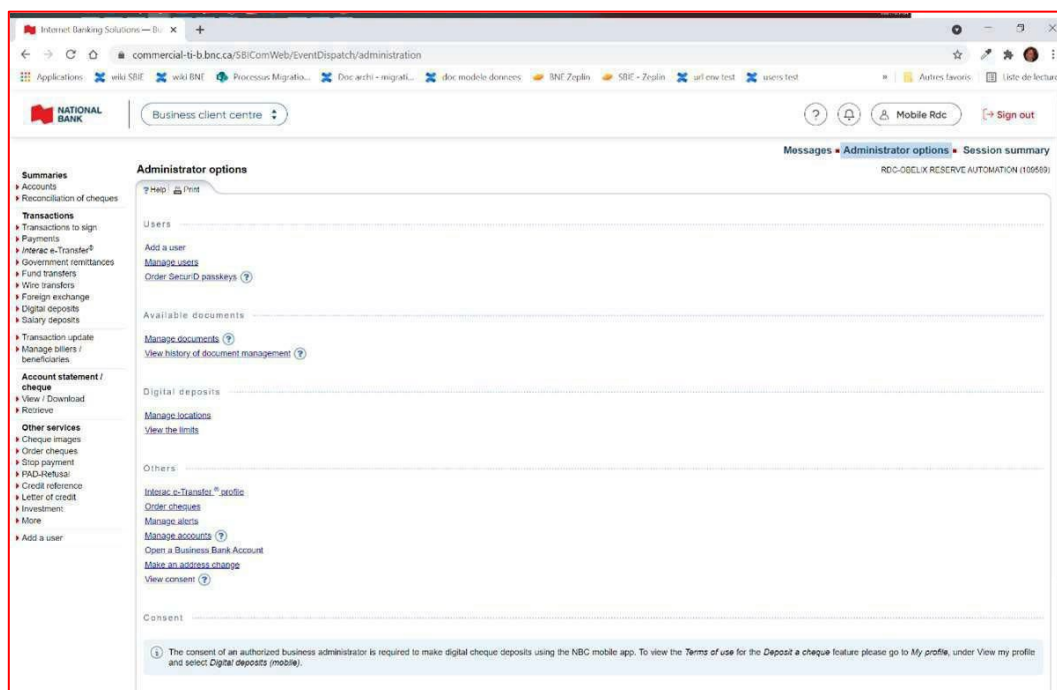 Internet Banking Solutions — Bu
commercial-ti-b.bnc.ca/SBIComWeb/EventDispatch/administration
Applications wiki SBIE wiki BNE Processus Migratio... Doc archi - migrati... doc modele donnees BNE Zeplin SBIE - Zeplin url env test users test » Autres favoris Liste de lecture
NATIONAL BANK
Business client centre
? Mobile Rdc Sign out
Messages Administrator options Session summary
RDC-OBELIX RESERVE AUTOMATION (109569)
Summaries
Accounts
Reconciliation of cheques
Transactions
Transactions to sign
Payments
Interac e-Transfer®
Government remittances
Fund transfers
Wire transfers
Foreign exchange
Digital deposits
Salary deposits
Transaction update
Manage billers /
beneficiaries
Account statement /
cheque
View / Download
Retrieve
Other services
Cheque images
Order cheques
Stop payment
PAD-Refusal
Credit reference
Letter of credit
Investment
More
Add a user
Administrator options
? Help Print
Users
Add a user
Manage users
Order SecurID passkeys ?
Available documents
Manage documents ?
View history of document management ?
Digital deposits
Manage locations
View the limits
Others
Interac e-Transfer ® profile
Order cheques
Manage alerts
Manage accounts ?
Open a Business Bank Account
Make an address change
View consent ?
Consent
i The consent of an authorized business administrator is required to make digital cheque deposits using the NBC mobile app. To view the Terms of use for the Deposit a cheque feature please go to My profile, under View my profile
and select Digital deposits (mobile).